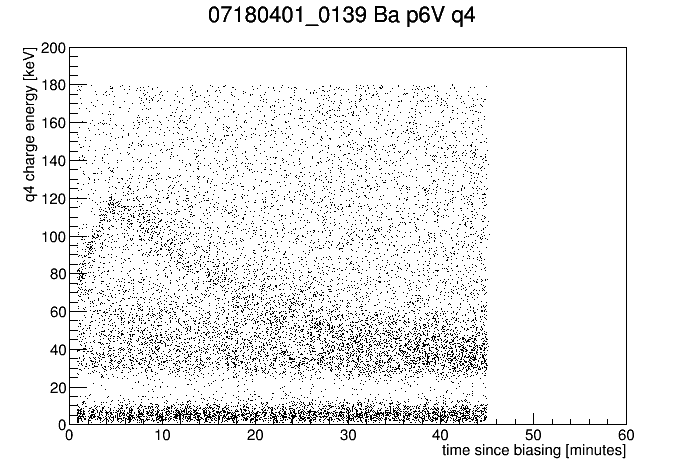 07180401_0139 Ba p6V q4
q4 charge energy [keV]
200
180
160
140
120
100
80
60
40
20
0
0 10 20 30 40 50 60
time since biasing [minutes]